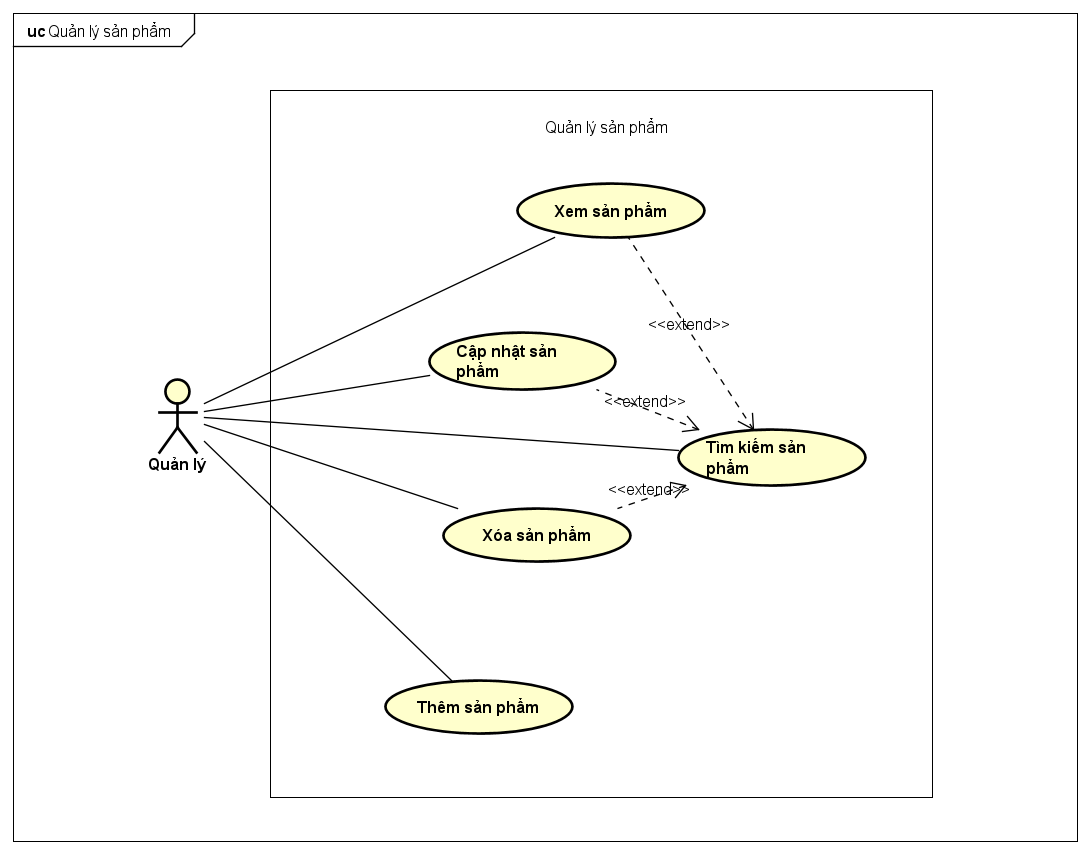 uc Quản lý sản phẩm
Quản lý sản phẩm
Xem sản phẩm
<<extend>>
Cập nhật sản
phẩm
<<extend>>
Tìm kiếm sản
phẩm
Quản lý
<<extend>>
Xóa sản phẩm
Thêm sản phẩm